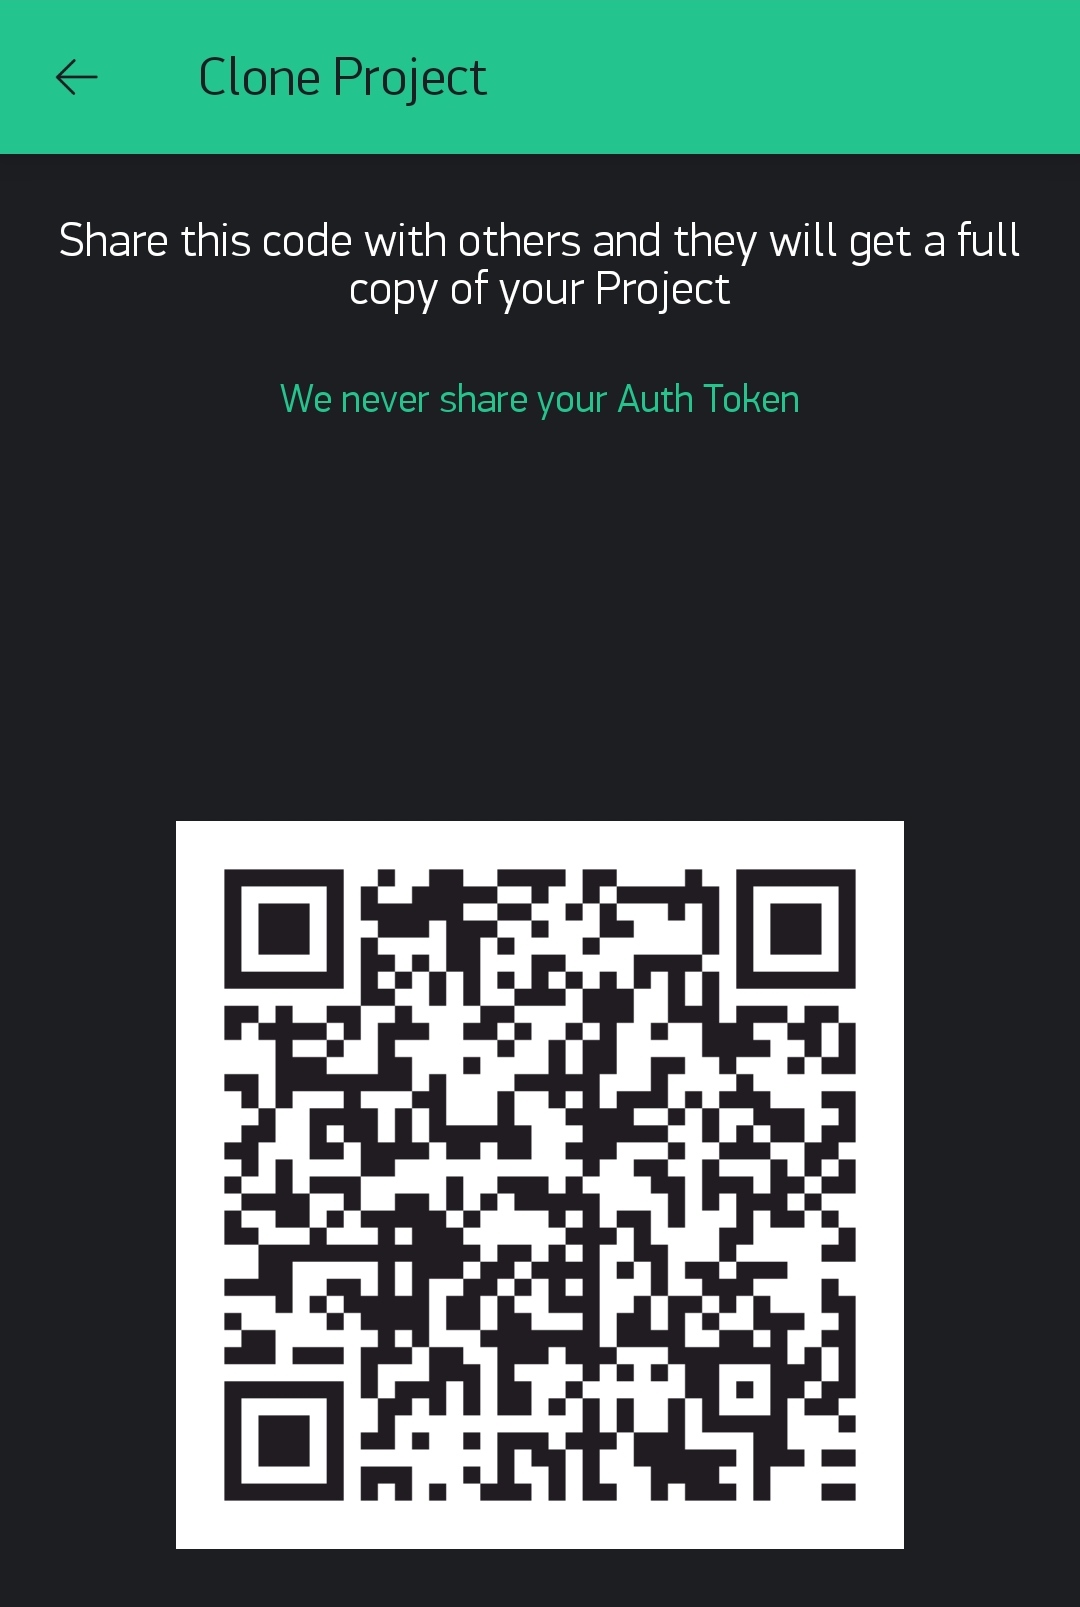 Clone Project
Share this code with others and they will get a full
copy of your Project
We never share your Auth Token